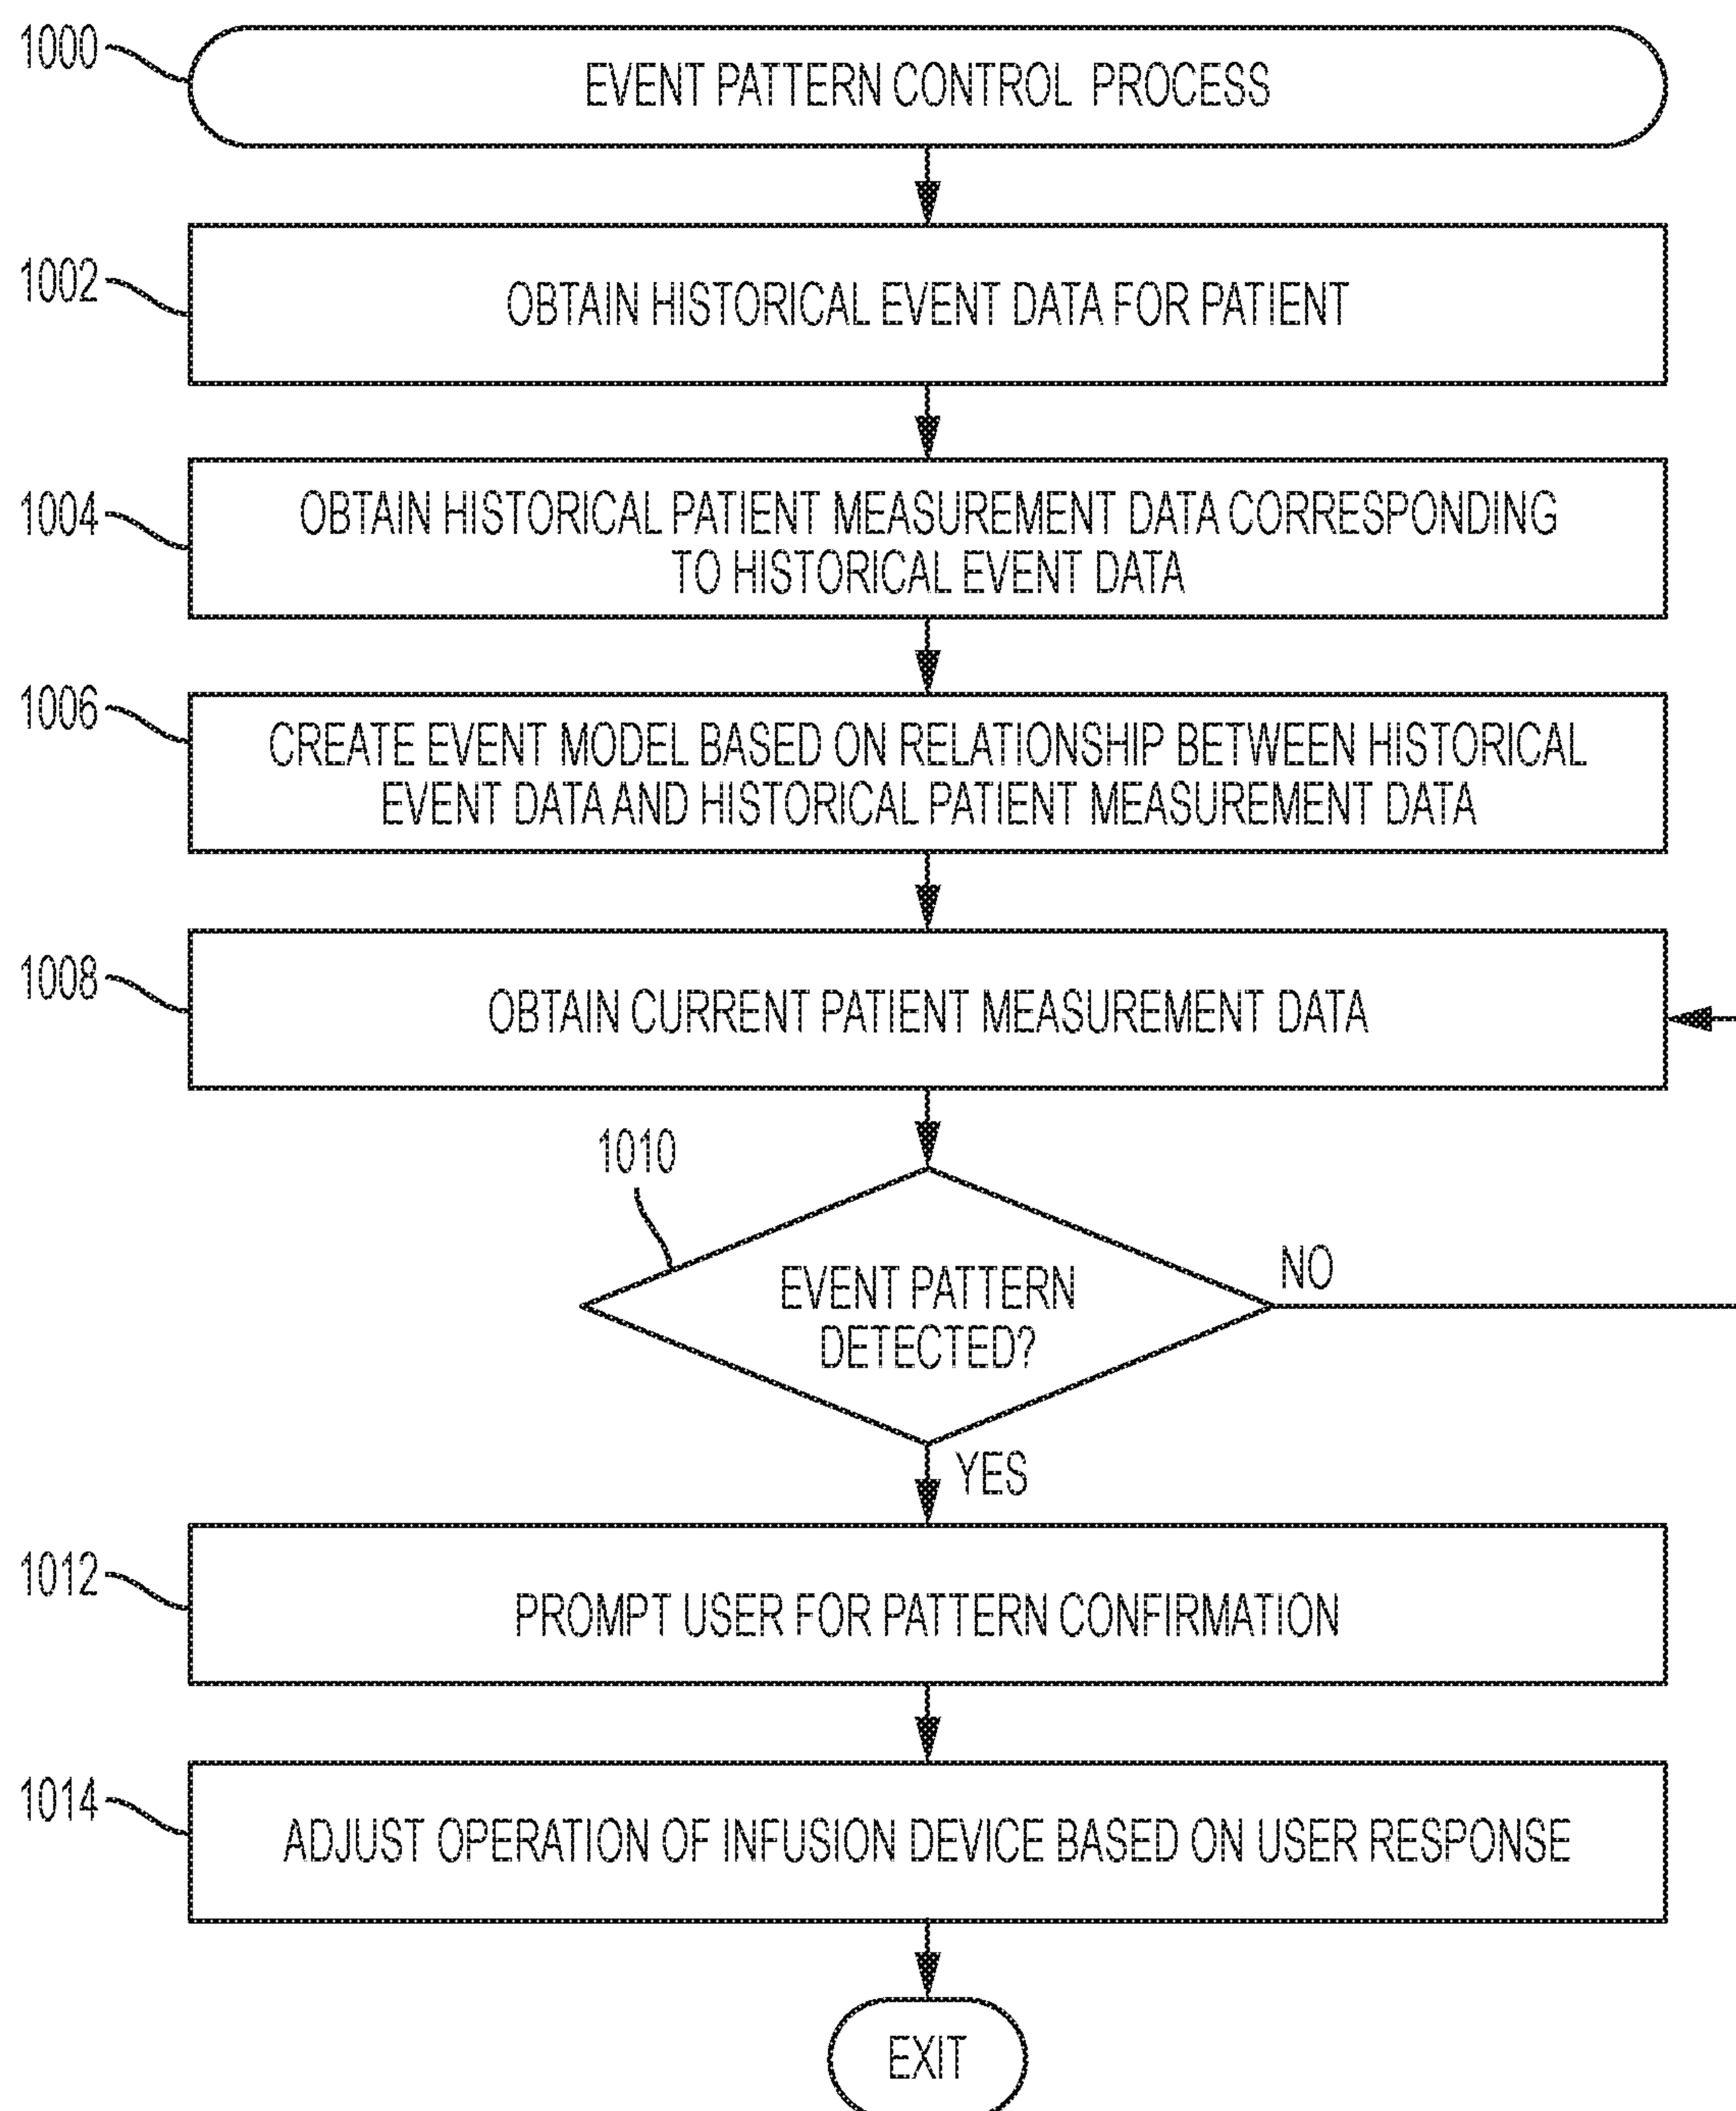 1000
EVENT PATTERN CONTROL PROCESS
1002
OBTAIN HISTORICAL EVENT DATA FOR PATIENT
1004
OBTAIN HISTORICAL PATIENT MEASUREMENT DATA CORRESPONDING
TO HISTORICAL EVENT DATA
1006
CREATE EVENT MODEL BASED ON RELATIONSHIP BETWEEN HISTORICAL
EVENT DATA AND HISTORICAL PATIENT MEASUREMENT DATA
1008
OBTAIN CURRENT PATIENT MEASUREMENT DATA
1010
EVENT PATTERN
DETECTED?
NO
YES
1012
PROMPT USER FOR PATTERN CONFIRMATION
1014
ADJUST OPERATION OF INFUSION DEVICE BASED ON USER RESPONSE
EXIT